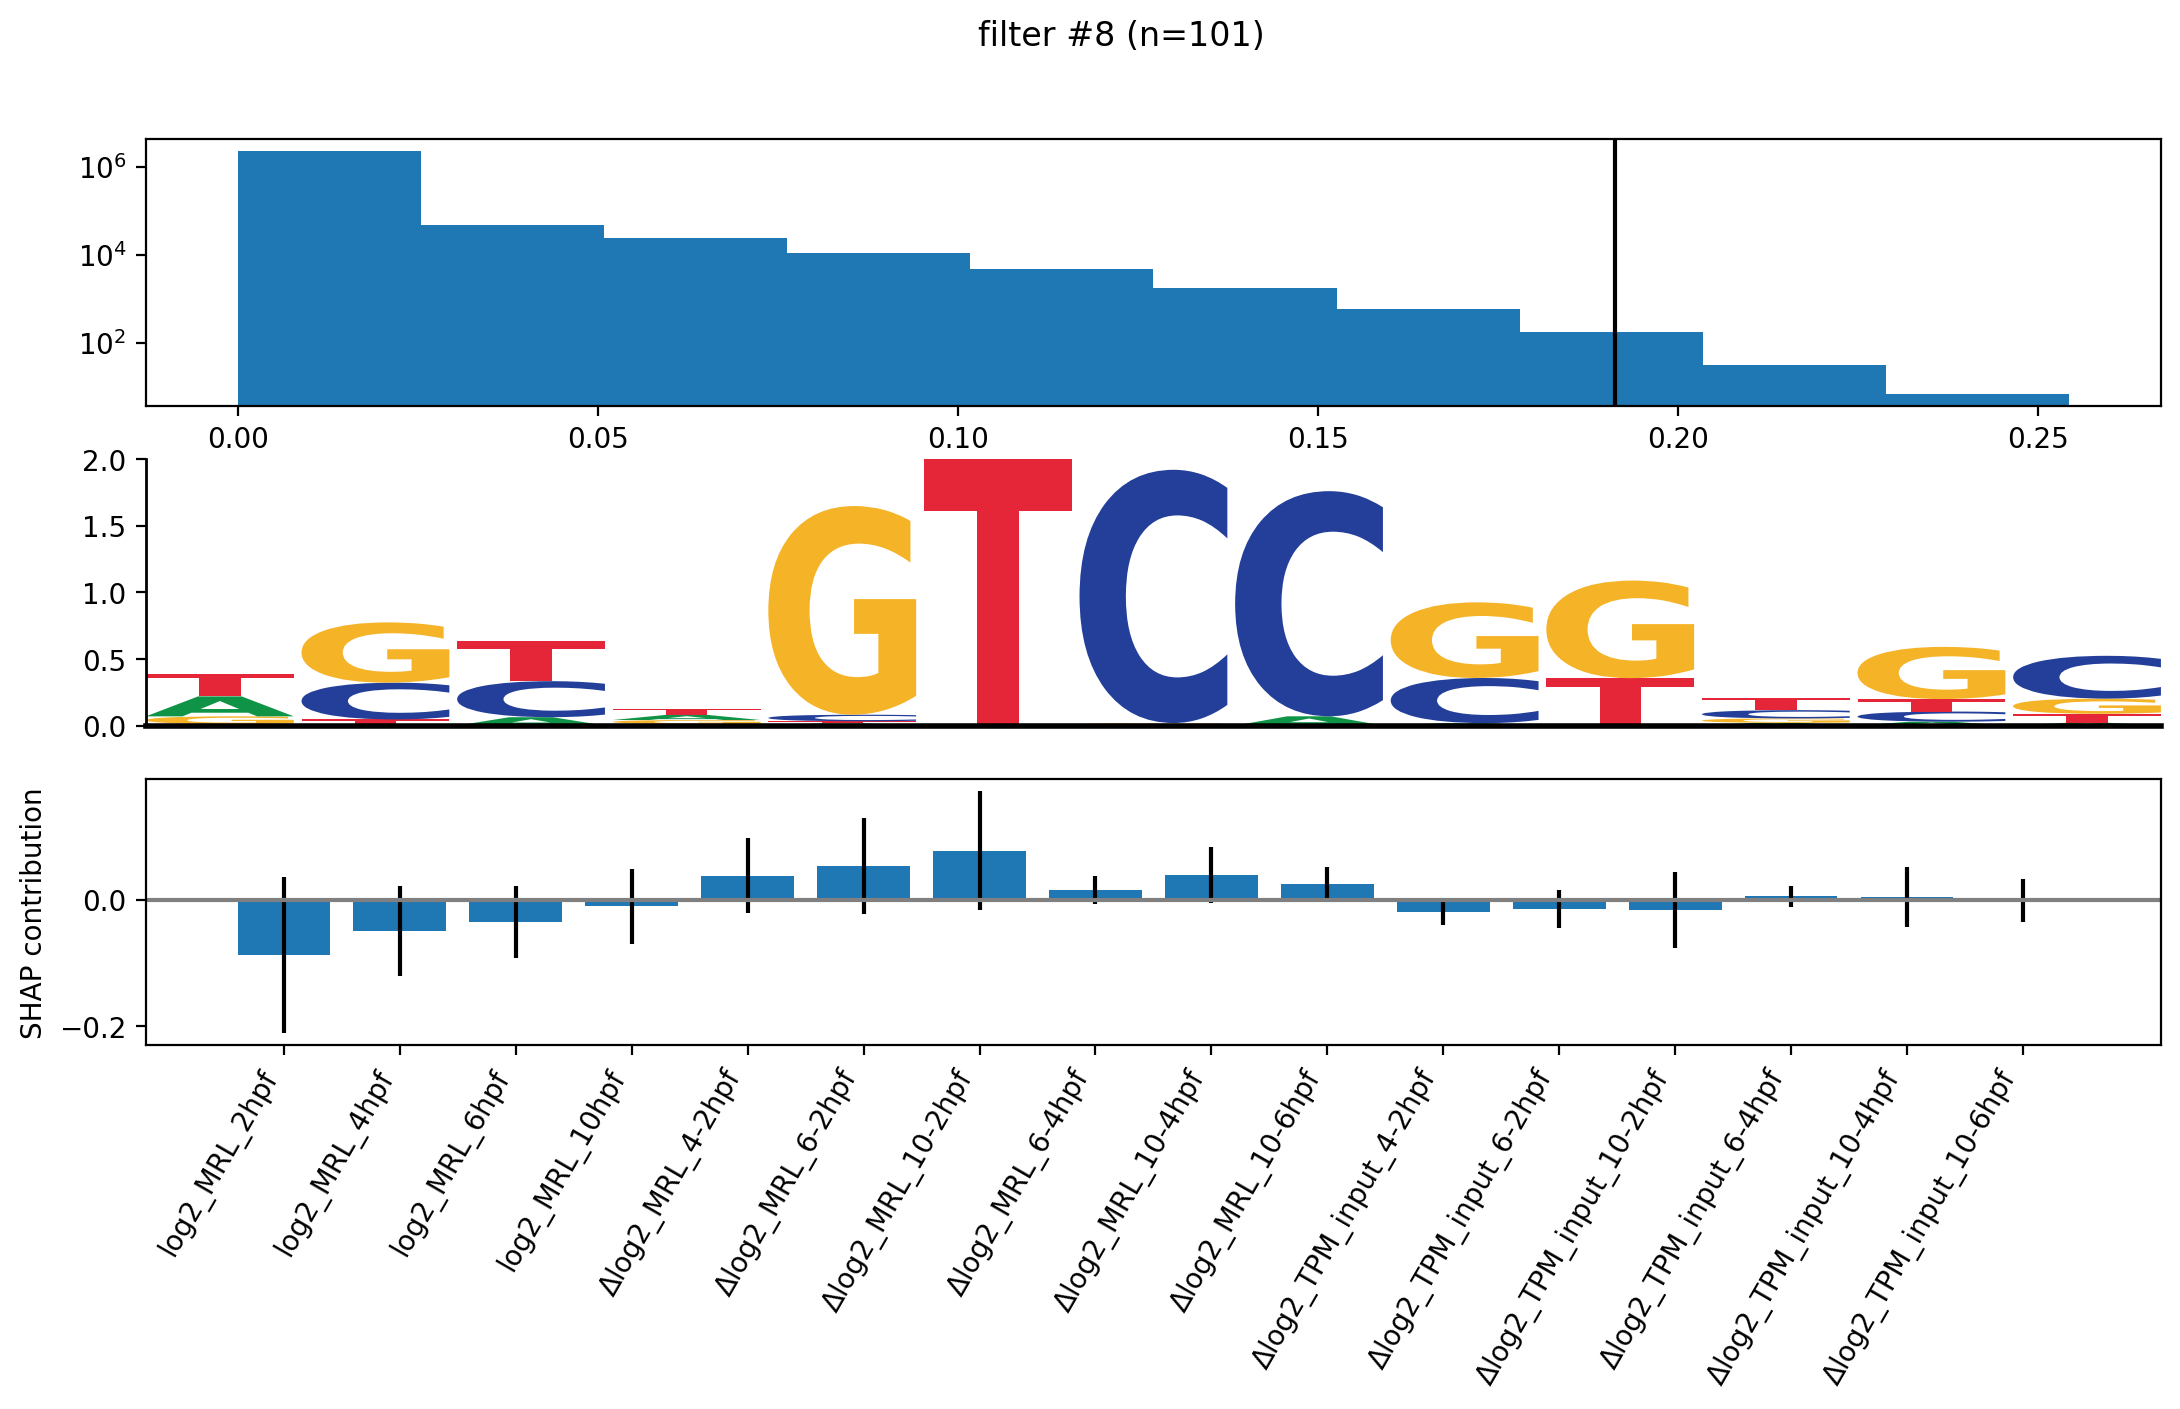 filter #8 (n=101)
10^6
10^4
10^2
0.00 0.05 0.10 0.15 0.20 0.25
2.0
1.5
1.0
0.5
0.0
T G T T G T C C G G T G C
A C C A C A C T C T G
G T A G T G C T
SHAP contribution
0.0
−0.2
log2_MRL_2hpf
log2_MRL_4hpf
log2_MRL_6hpf
log2_MRL_10hpf
Δlog2_MRL_4-2hpf
Δlog2_MRL_6-2hpf
Δlog2_MRL_10-2hpf
Δlog2_MRL_6-4hpf
Δlog2_MRL_10-4hpf
Δlog2_MRL_10-6hpf
Δlog2_TPM_input_4-2hpf
Δlog2_TPM_input_6-2hpf
Δlog2_TPM_input_10-2hpf
Δlog2_TPM_input_6-4hpf
Δlog2_TPM_input_10-4hpf
Δlog2_TPM_input_10-6hpf